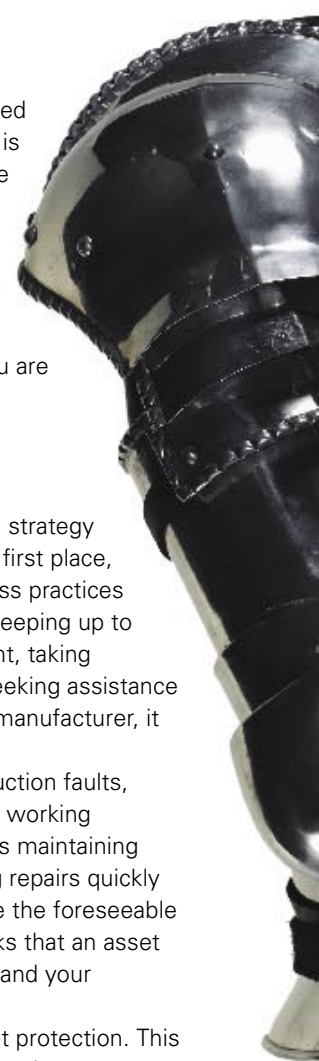 ed
is
e
u are
strategy
first place,
ss practices
eeping up to
nt, taking
eeking assistance
manufacturer, it
uction faults,
working
s maintaining
g repairs quickly
e the foreseeable
ks that an asset
and your
t protection. This